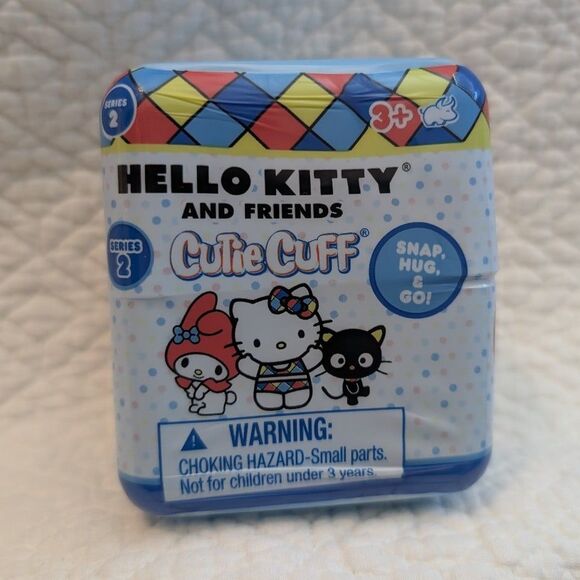 SERIES
2
3+
HELLO KITTY®
AND FRIENDS
SERIES
2
Cutie Cuff®
SNAP,
HUG,
&
GO!
WARNING:
CHOKING HAZARD-Small parts.
Not for children under 3 years.